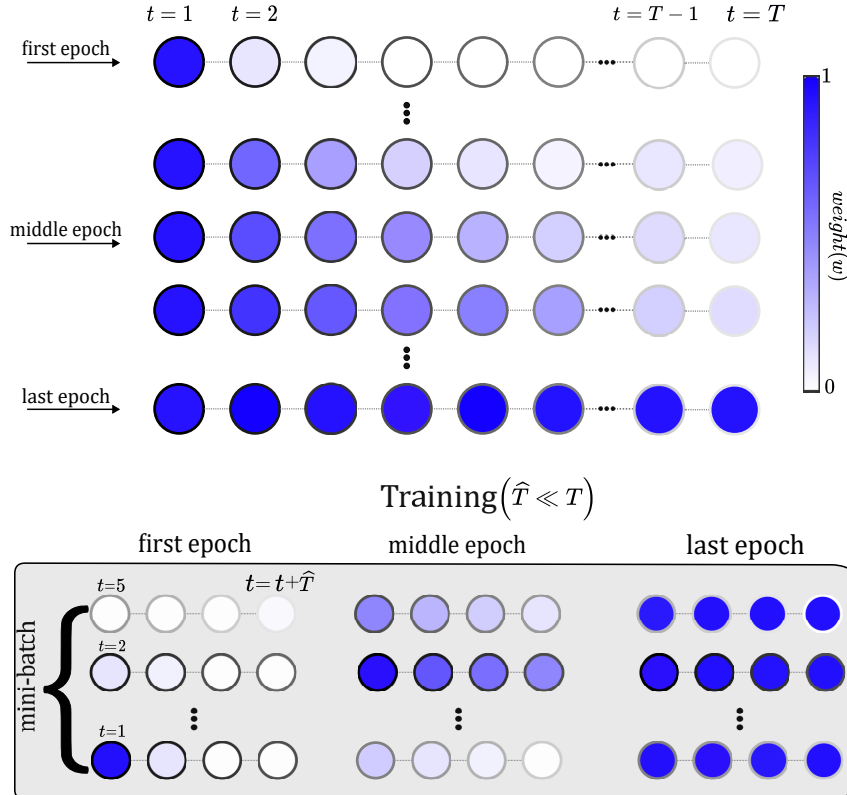 t = 1
t = 2
t = T − 1
t = T
first epoch
1
middle epoch
weight(w)
last epoch
0
Training(T̂ ≪ T)
first epoch
middle epoch
last epoch
t=5
t= t+T̂
t=2
mini-batch
t=1